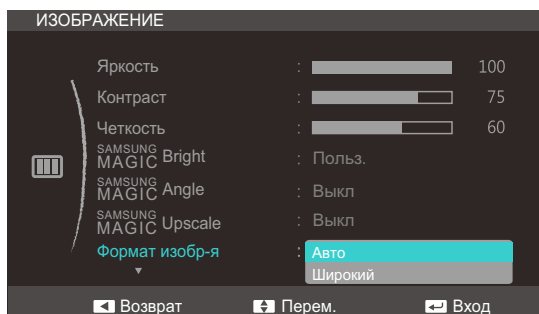 ИЗОБРАЖЕНИЕ
Яркость : 100
Контраст : 75
Четкость : 60
SAMSUNG MAGIC Bright : Польз.
SAMSUNG MAGIC Angle : Выкл
SAMSUNG MAGIC Upscale : Выкл
Формат изобр-я : Авто
Широкий
Возврат Перем. Вход